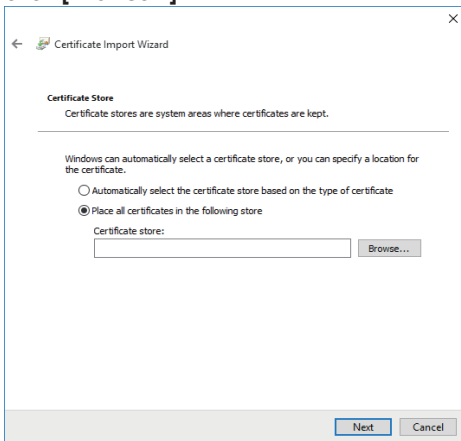 Certificate Import Wizard
Certificate Store
Certificate stores are system areas where certificates are kept.
Windows can automatically select a certificate store, or you can specify a location for
the certificate.
Automatically select the certificate store based on the type of certificate
Place all certificates in the following store
Certificate store:
Browse...
Next Cancel